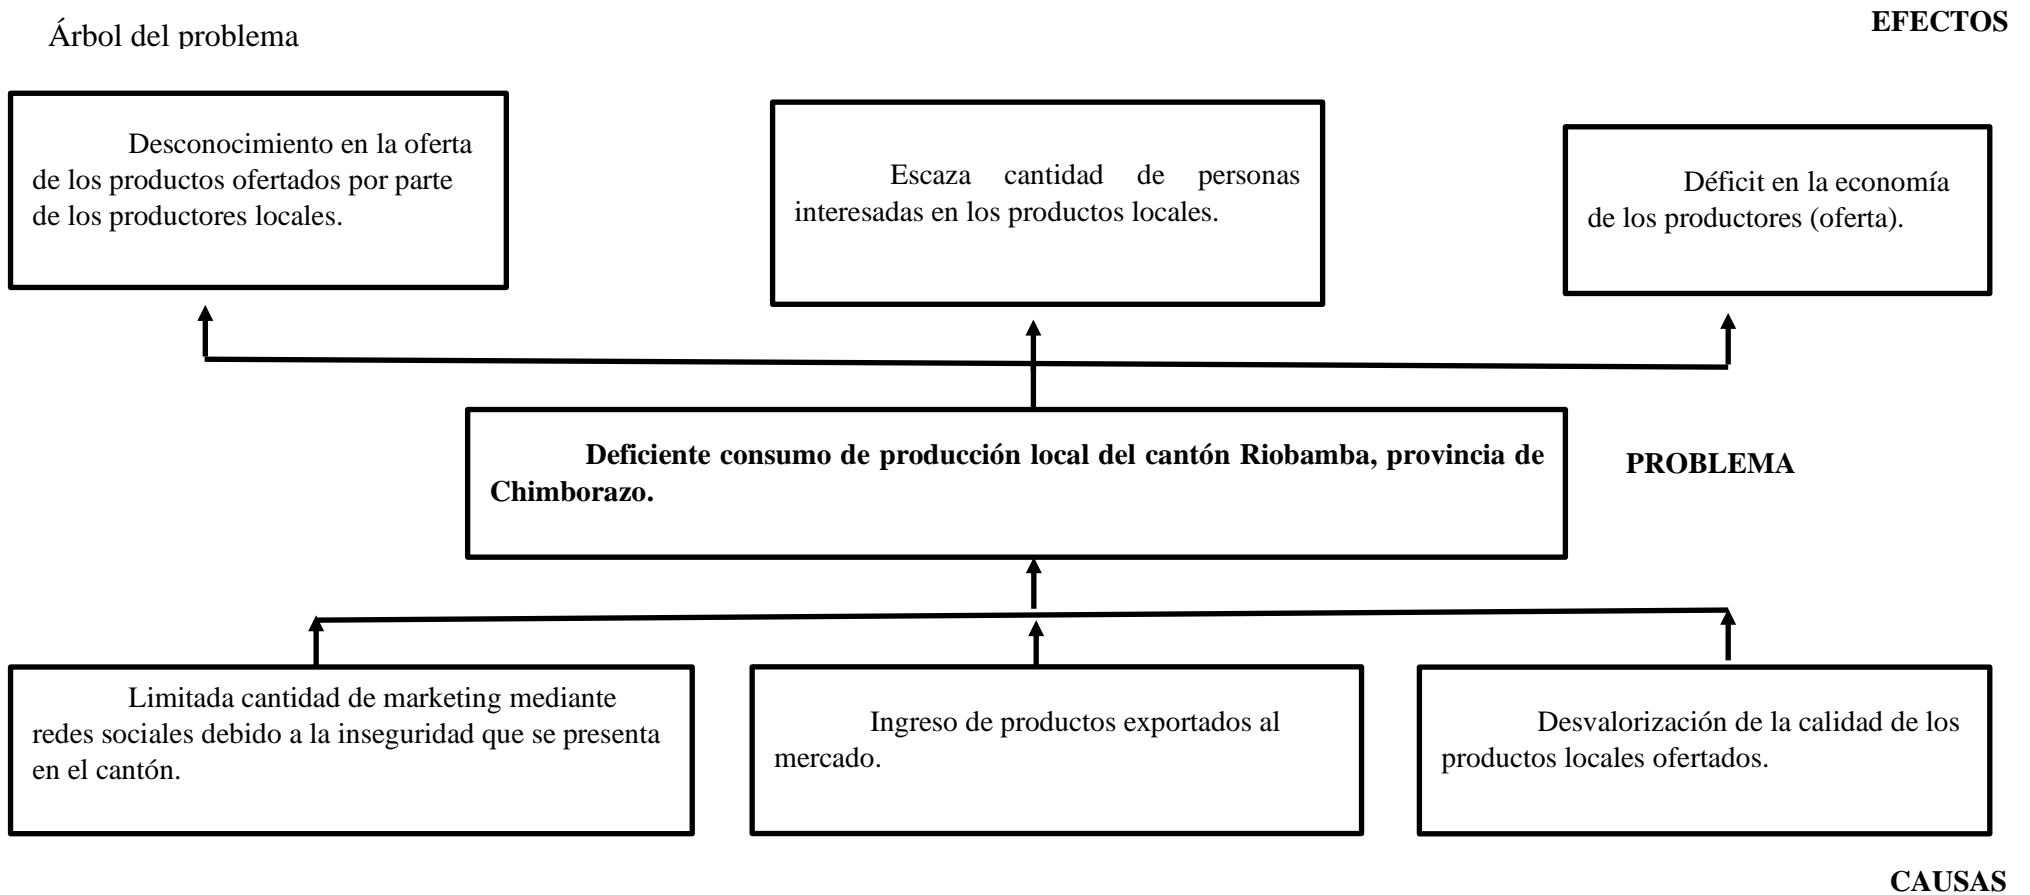 EFECTOS
Árbol del problema
Desconocimiento en la oferta
de los productos ofertados por parte
de los productores locales.
Escaza cantidad de personas
interesadas en los productos locales.
Déficit en la economía
de los productores (oferta).
Deficiente consumo de producción local del cantón Riobamba, provincia de
Chimborazo.
PROBLEMA
Limitada cantidad de marketing mediante
redes sociales debido a la inseguridad que se presenta
en el cantón.
Ingreso de productos exportados al
mercado.
Desvalorización de la calidad de los
productos locales ofertados.
CAUSAS